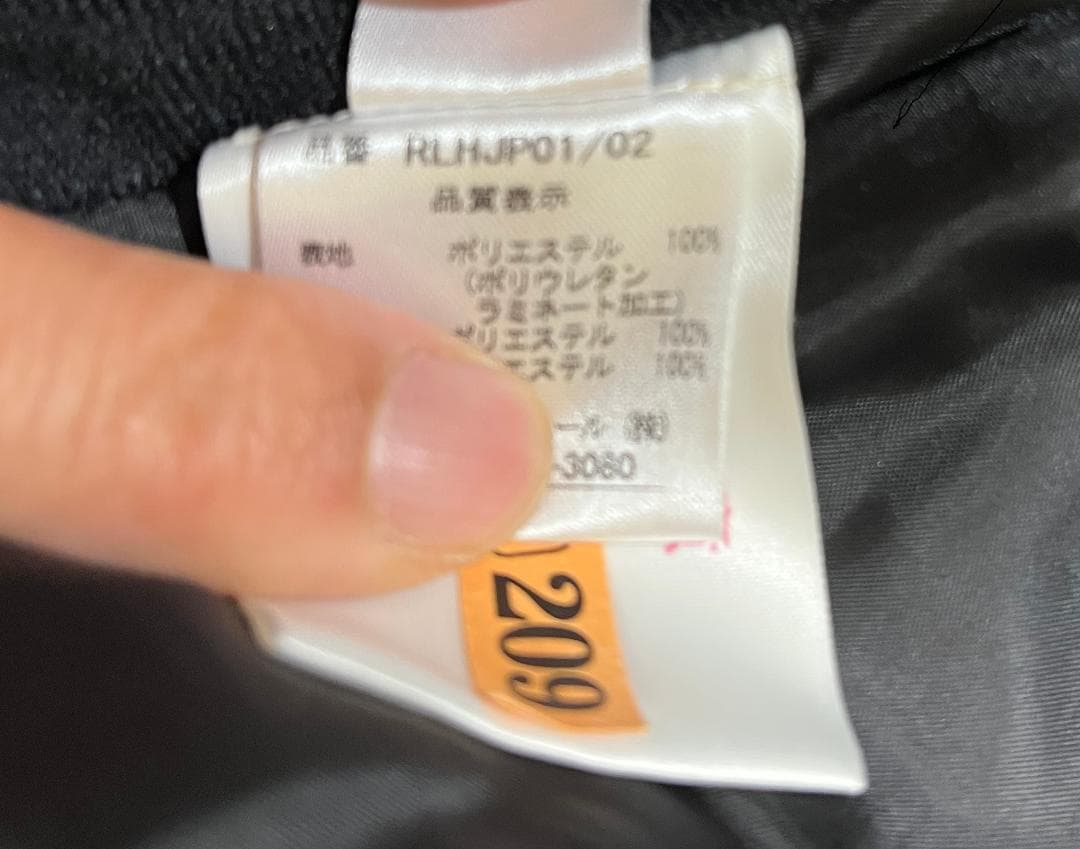 品番 RLHJP01/02
品質表示
表地 ポリエステル 100%
(ポリウレタン
ラミネート加工)
ポリエステル 100%
エステル 100%
ール (株)
-3080
209